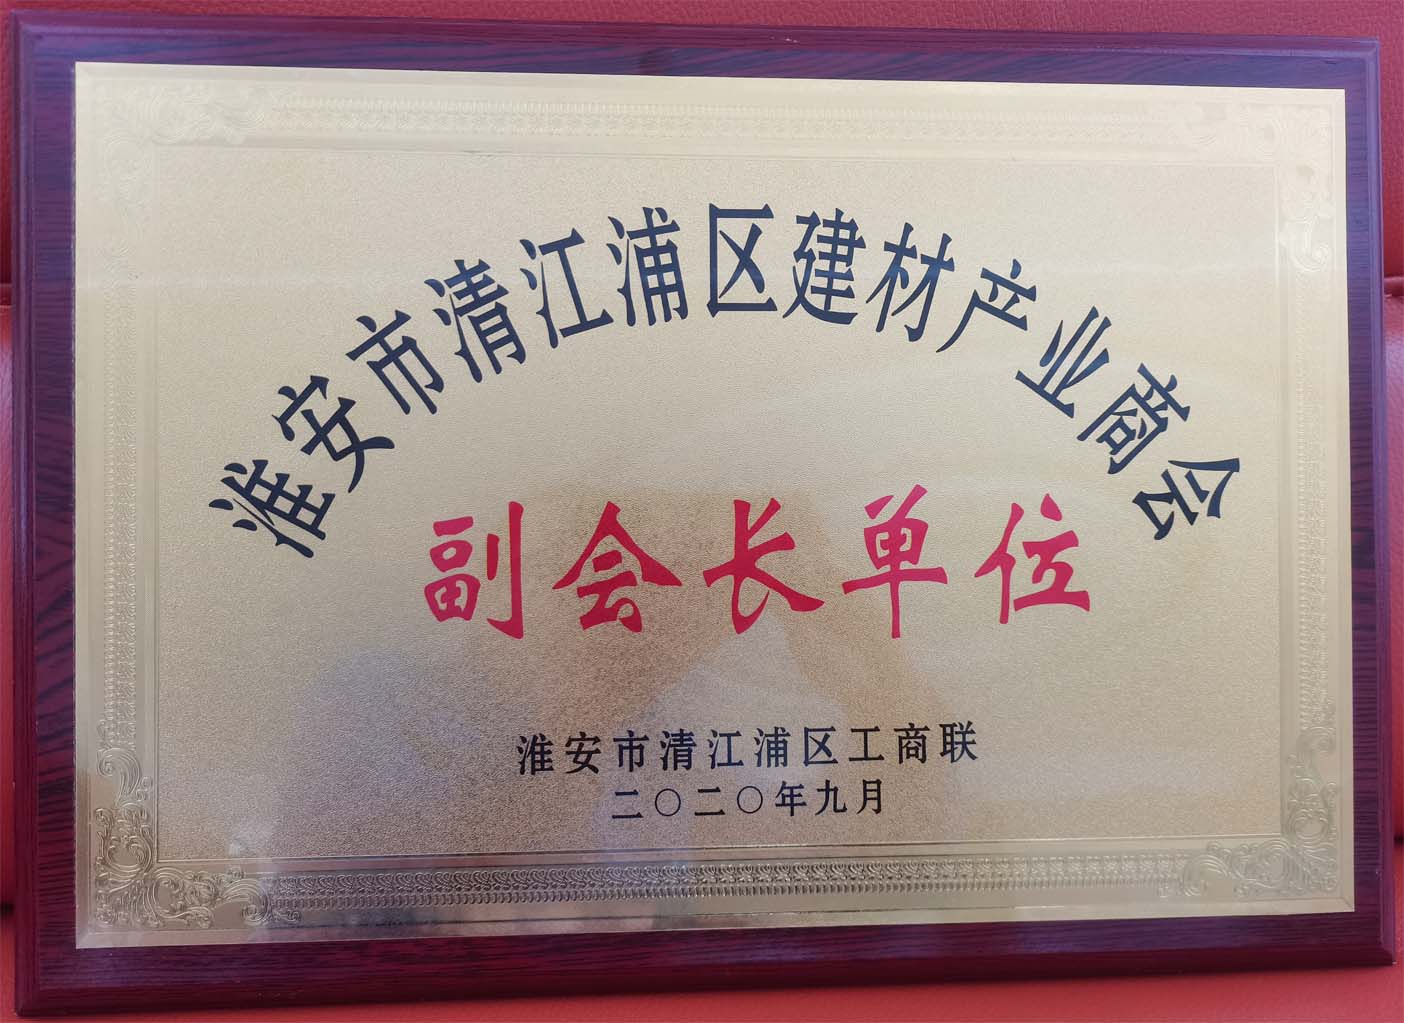 淮安市清江浦区建材产业商会
副会长单位
淮安市清江浦区工商联
二〇二〇年九月